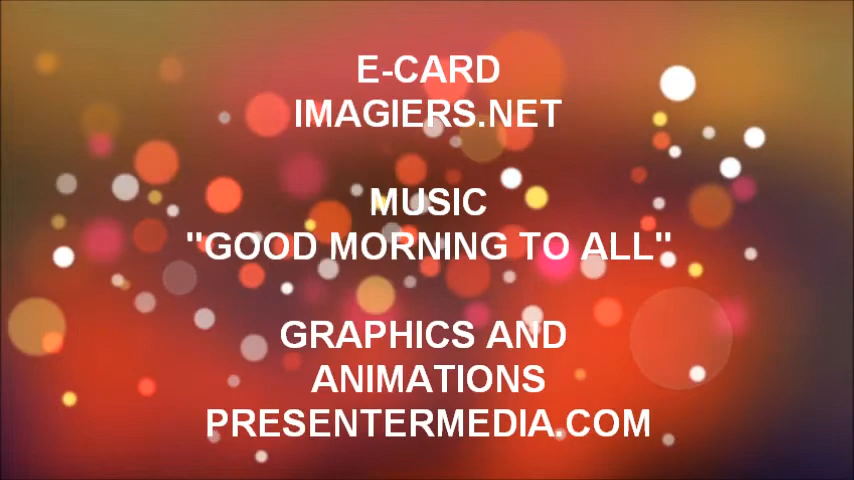 E-CARD
IMAGIERS.NET
MUSIC
"GOOD MORNING TO ALL"
GRAPHICS AND
ANIMATIONS
PRESENTERMEDIA.COM